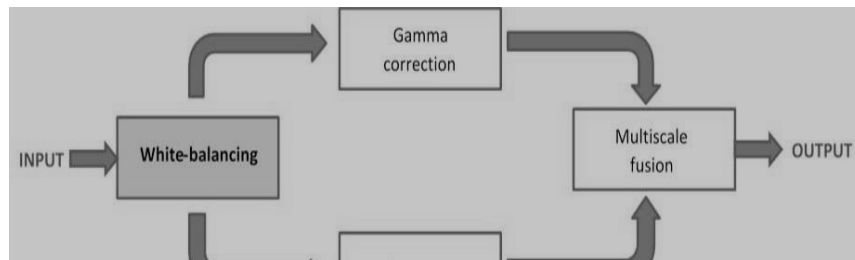 Gamma
correction
INPUT
White-balancing
Multiscale
fusion
OUTPUT